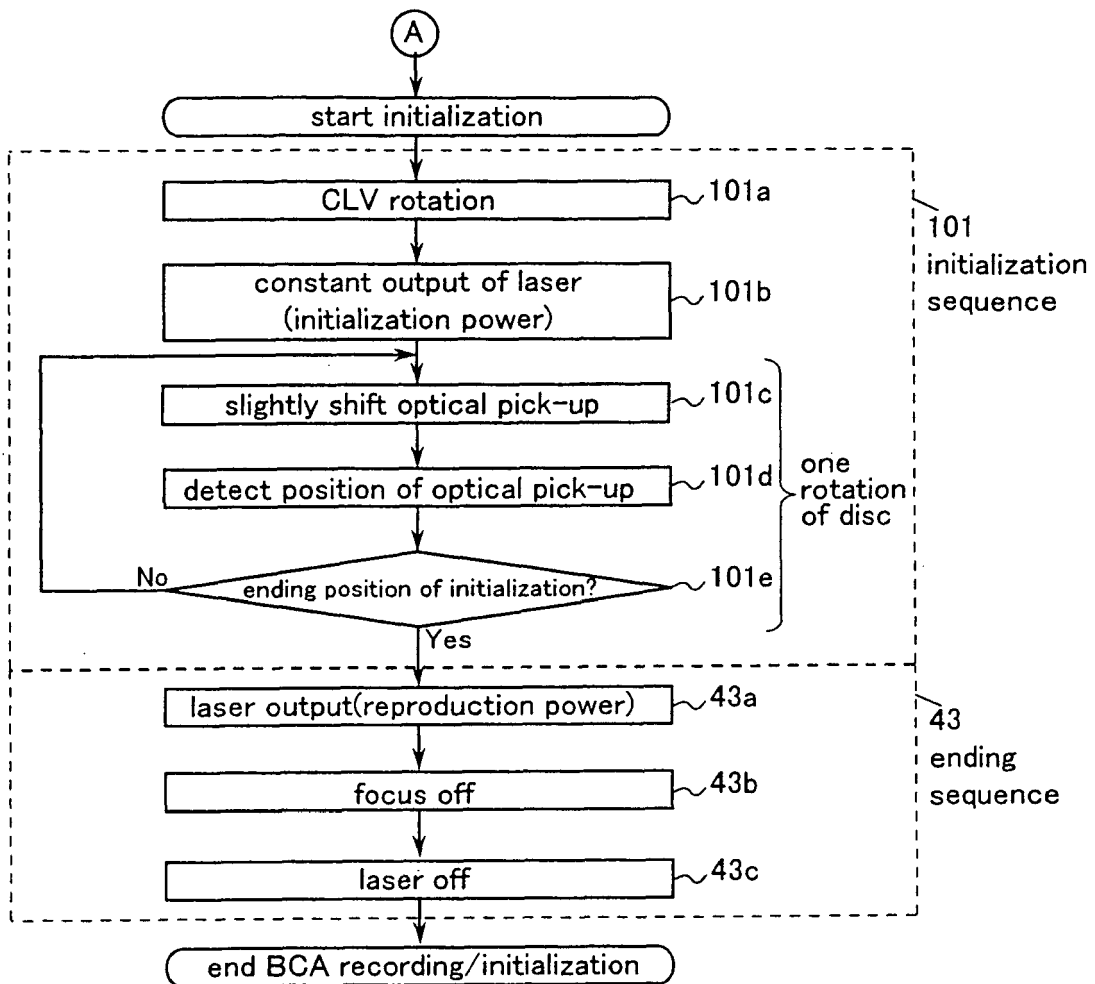 A
start initialization
CLV rotation
101a
101
initialization
sequence
constant output of laser
(initialization power)
101b
slightly shift optical pick-up
101c
detect position of optical pick-up
101d
one
rotation
of disc
ending position of initialization?
101e
No
Yes
laser output(reproduction power)
43a
43
ending
sequence
focus off
43b
laser off
43c
end BCA recording/initialization